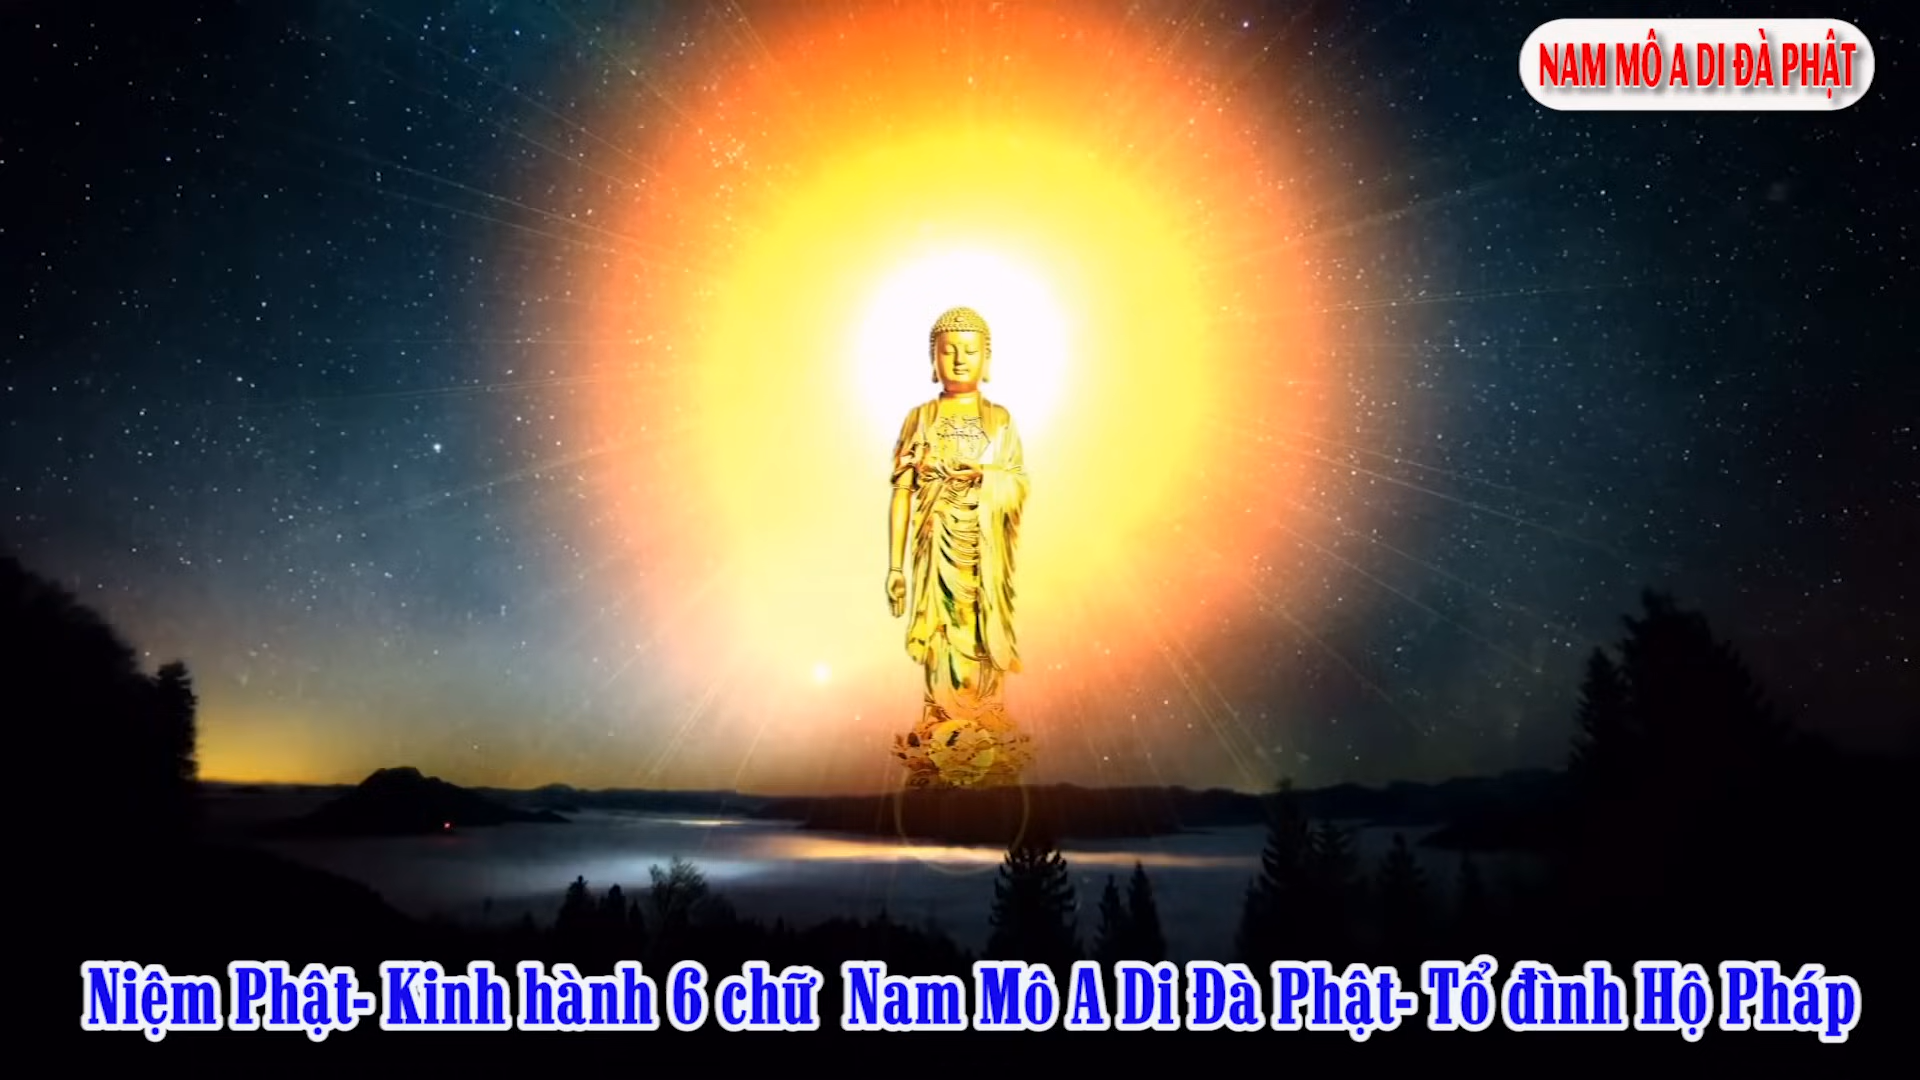 NAM MÔ A DI ĐÀ PHẬT
Niệm Phật- Kinh hành 6 chữ  Nam Mô A Di Đà Phật- Tổ đình Hộ Pháp